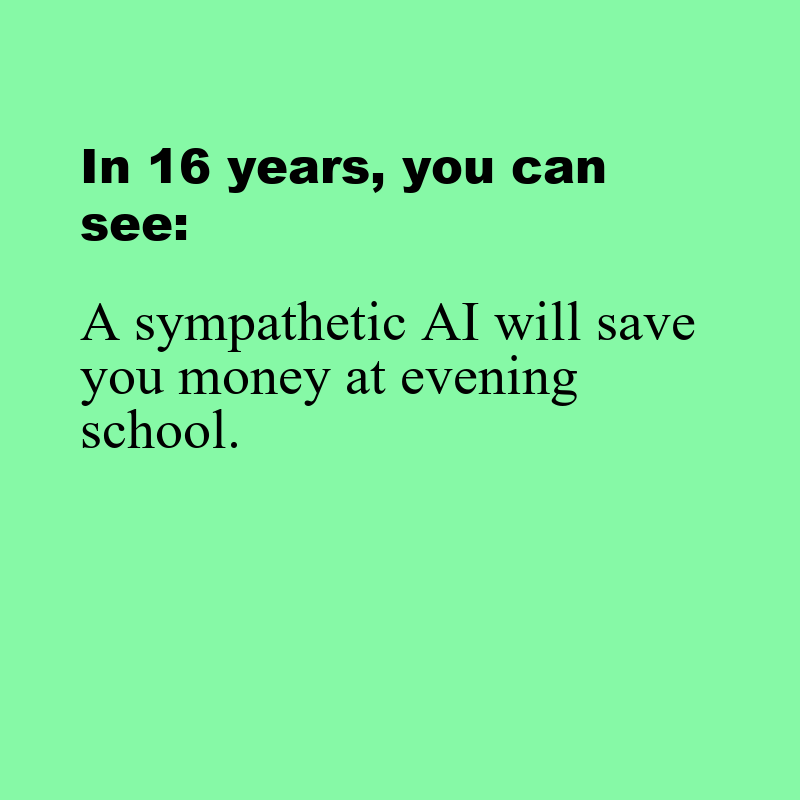 In 16 years, you can
see:
A sympathetic AI will save
you money at evening
school.